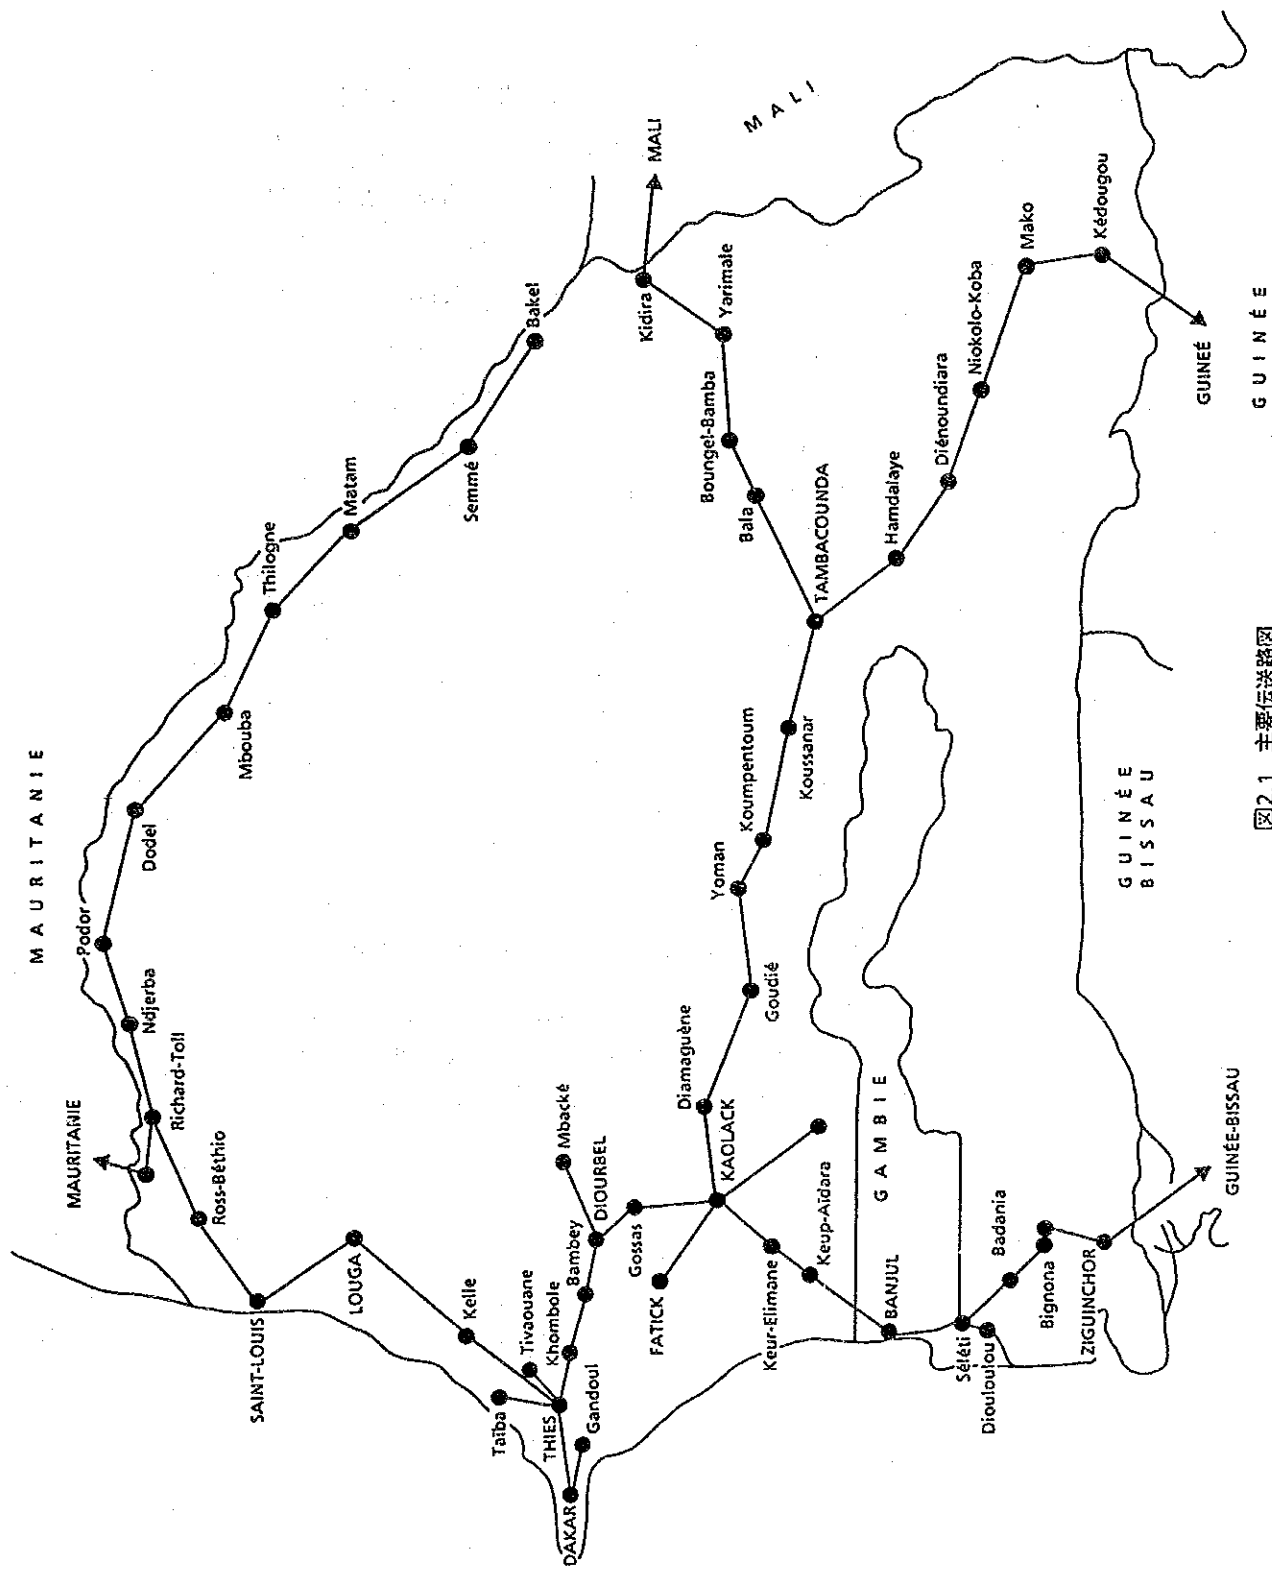 MAURITANIE
MAURITANIE
Podor
Ndjerba
Richard-Toll
Ross-Béthio
SAINT-LOUIS
Dodel
Mbouba
Thilogne
Matam
Semmé
Bakel
LOUGA
Kelle
Tivaouane
Taïba
THIES
Khombole
Bambey
DIOURBEL
Mbacké
Gandoul
DAKAR
Gossas
FATICK
KAOLACK
Diamaguène
Goudié
Yoman
Koumpentoum
Koussanar
TAMBACOUNDA
Bala
Boungel-Bamba
Yarimale
Kidira
MALI
MALI
Hamdalaye
Diénoundiara
Niokolo-Koba
Mako
Kédougou
GUINEÉ
GUINÉE
Keur-Elimane
Keup-Aïdara
BANJUL
GAMBIE
Séléti
Diouloulou
Badania
Bignona
ZIGUINCHOR
GUINÉE-BISSAU
GUINÉE
BISSAU
図2.1 主要伝送路図